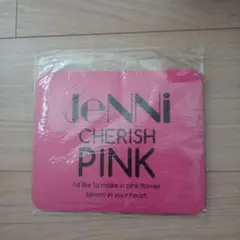 JeNNi
CHERISH
PINK
I'd like to make a pink flower
bloom in your heart.